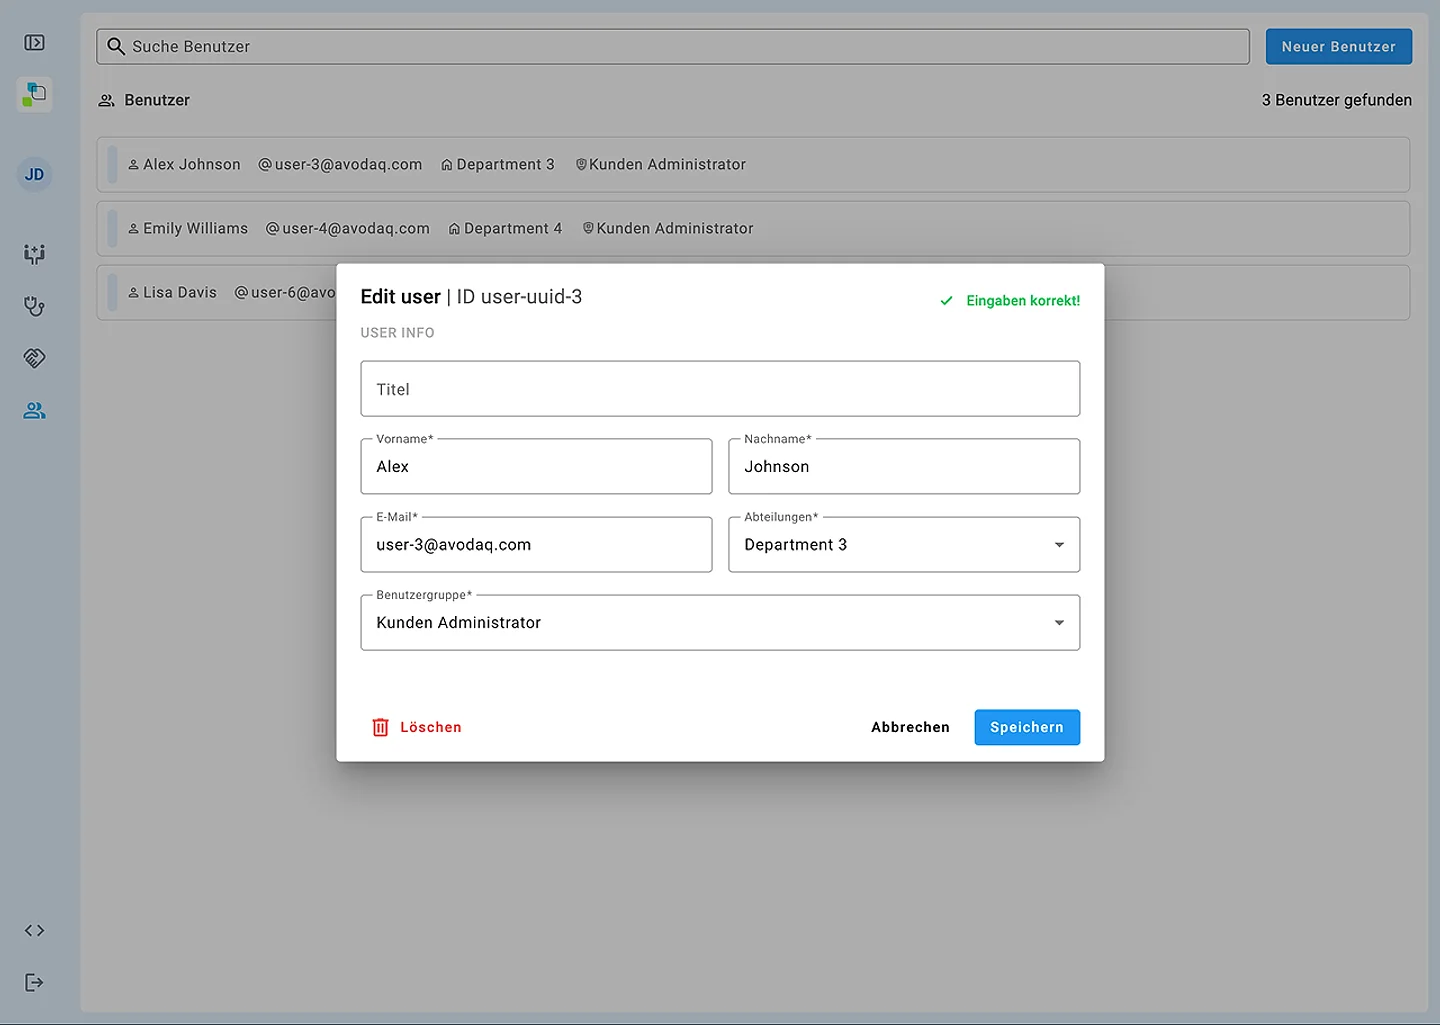 Suche Benutzer
Neuer Benutzer
Benutzer
3 Benutzer gefunden
JD
Alex Johnson @user-3@avodaq.com Department 3 Kunden Administrator
Emily Williams @user-4@avodaq.com Department 4 Kunden Administrator
Lisa Davis @user-6@avo
Edit user | ID user-uuid-3
Eingaben korrekt!
USER INFO
Titel
Vorname* Nachname*
Alex Johnson
E-Mail* Abteilungen*
user-3@avodaq.com Department 3
Benutzergruppe*
Kunden Administrator
Löschen Abbrechen Speichern